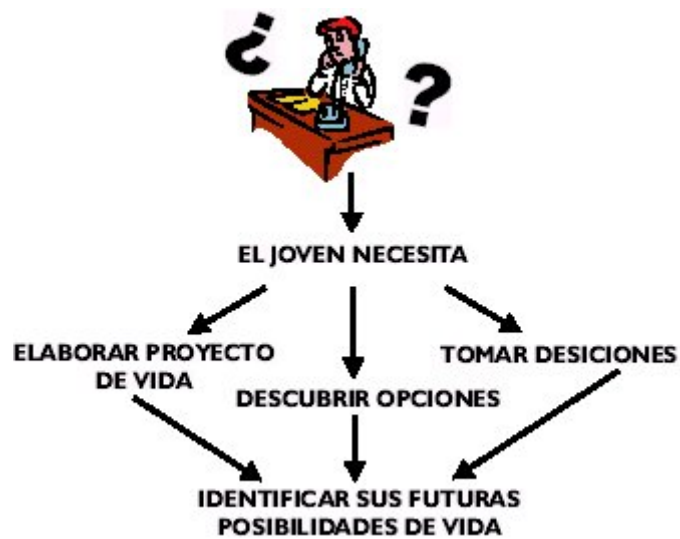 ¿
?
EL JOVEN NECESITA
ELABORAR PROYECTO
DE VIDA
DESCUBRIR OPCIONES
TOMAR DESICIONES
IDENTIFICAR SUS FUTURAS
POSIBILIDADES DE VIDA